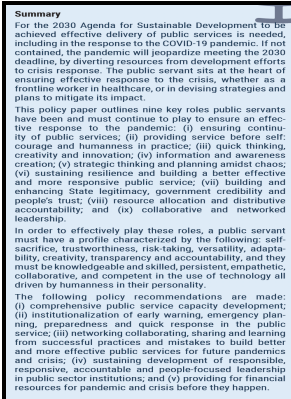 Summary
For the 2030 Agenda for Sustainable Development to be
achieved effective delivery of public services is needed,
including in the response to the COVID-19 pandemic. If not
contained, the pandemic will jeopardize meeting the 2030
deadline, by diverting resources from development efforts
to crisis response. The public servant sits at the heart of
ensuring effective response to the crisis, whether as a
frontline worker in healthcare, or in devising strategies and
plans to mitigate its impact.
This policy paper outlines nine key roles public servants
have been and must continue to play to ensure an effec-
tive response to the pandemic: (i) ensuring continu-
ity of public services; (ii) providing service before self:
courage and humanness in practice; (iii) quick thinking,
creativity and innovation; (iv) information and awareness
creation; (v) strategic thinking and planning amidst chaos;
(vi) sustaining resilience and building a better effective
and more responsive public service; (vii) building and
enhancing State legitimacy, government credibility and
people's trust; (viii) resource allocation and distributive
accountability; and (ix) collaborative and networked
leadership.
In order to effectively play these roles, a public servant
must have a profile characterized by the following: self-
sacrifice, trustworthiness, risk-taking, versatility, adapta-
bility, creativity, transparency and accountability, and they
must be knowledgeable and skilled, persistent, empathetic,
collaborative, and competent in the use of technology all
driven by humanness in their personality.
The following policy recommendations are made:
(i) comprehensive public service capacity development;
(ii) institutionalization of early warning, emergency plan-
ning, preparedness and quick response in the public
service; (iii) networking collaborating, sharing and learning
from successful practices and mistakes to build better
and more effective public services for future pandemics
and crisis; (iv) sustaining development of responsible,
responsive, accountable and people-focused leadership
in public sector institutions; and (v) providing for financial
resources for pandemic and crisis before they happen.